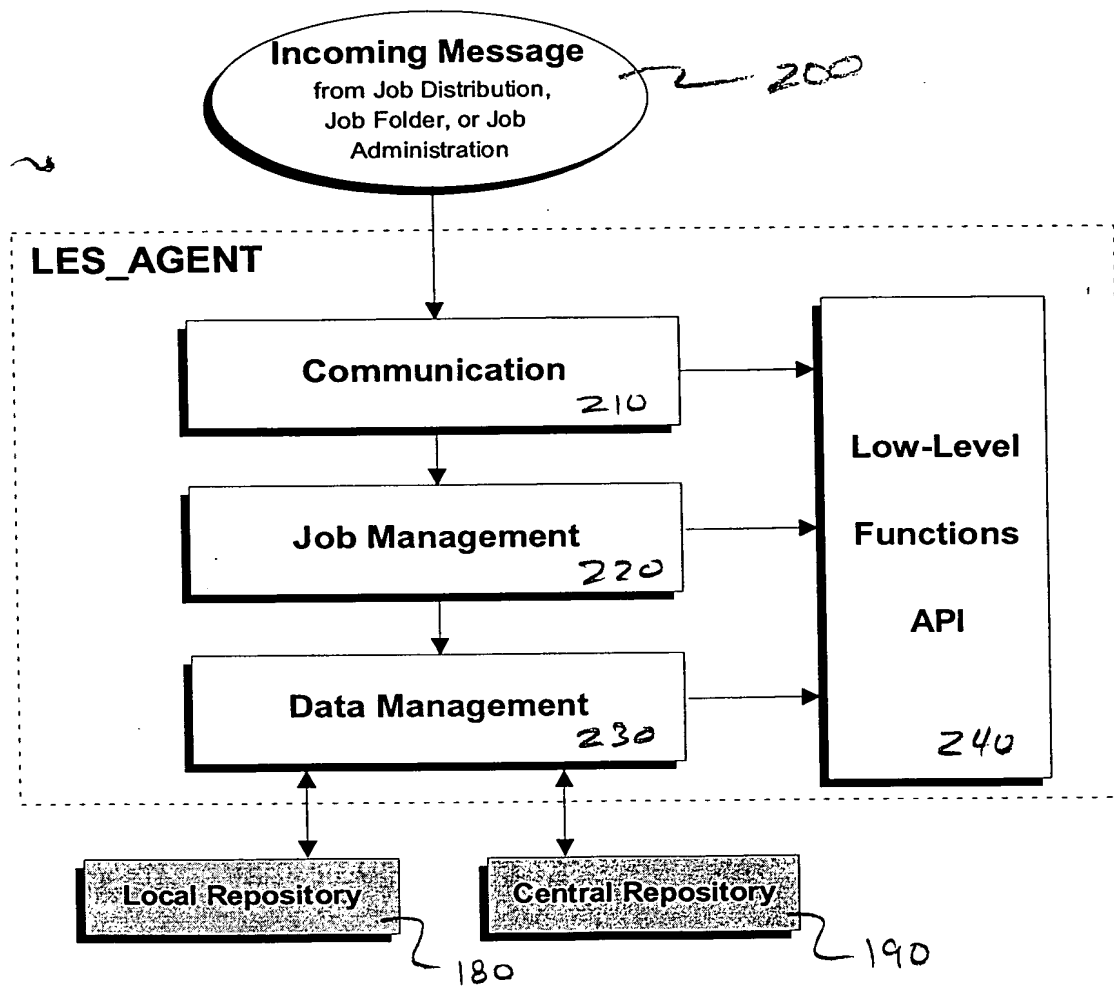 Incoming Message
200
from Job Distribution,
Job Folder, or Job
Administration
LES_AGENT
Communication
210
Job Management
220
Data Management
230
Low-Level
Functions
API
240
Local Repository
Central Repository
180
190